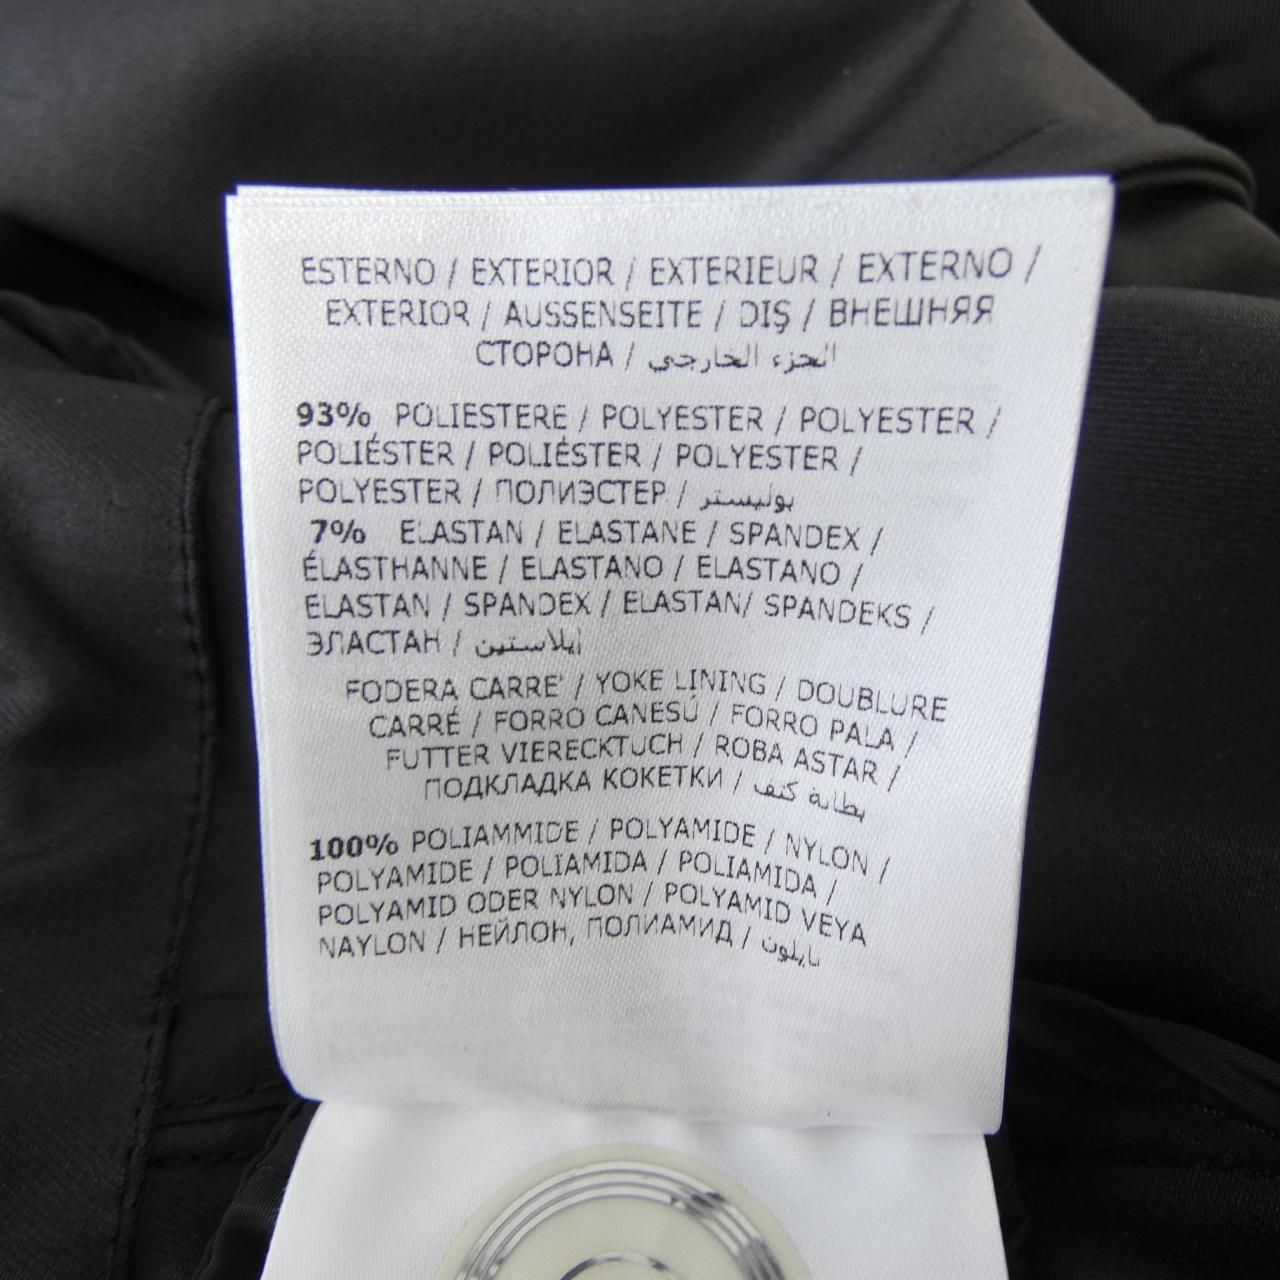 ESTERNO / EXTERIOR / EXTERIEUR / EXTERNO /
EXTERIOR / AUSSENSEITE / DIŞ / ВНЕШНЯЯ
СТОРОНА / الجزء الخارجي
93% POLIESTERE / POLYESTER / POLYESTER /
POLIÉSTER / POLIÉSTER / POLYESTER /
POLYESTER / ПОЛИЭСТЕР / بوليستر
7% ELASTAN / ELASTANE / SPANDEX /
ÉLASTHANNE / ELASTANO / ELASTANO /
ELASTAN / SPANDEX / ELASTAN/ SPANDEKS /
ЭЛАСТАН / إيلاستين
FODERA CARRE' / YOKE LINING / DOUBLURE
CARRÉ / FORRO CANESÚ / FORRO PALA /
FUTTER VIERECKTUCH / ROBA ASTAR /
ПОДКЛАДКА КОКЕТКИ / بطانة كتف
100% POLIAMMIDE / POLYAMIDE / NYLON /
POLYAMIDE / POLIAMIDA / POLIAMIDA /
POLYAMID ODER NYLON / POLYAMID VEYA
NAYLON / НЕЙЛОН, ПОЛИАМИД / نايلون